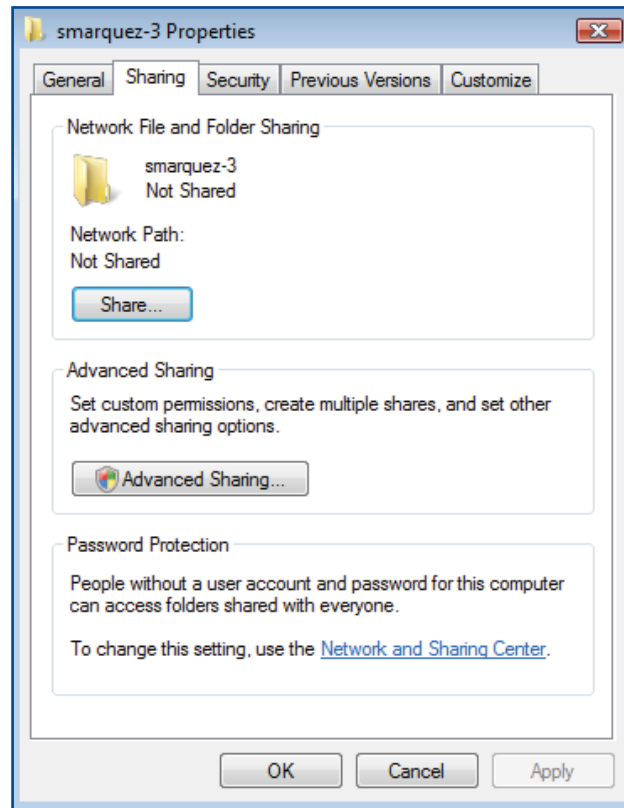 smarquez-3 Properties
General Sharing Security Previous Versions Customize
Network File and Folder Sharing
smarquez-3
Not Shared
Network Path:
Not Shared
Share...
Advanced Sharing
Set custom permissions, create multiple shares, and set other
advanced sharing options.
Advanced Sharing...
Password Protection
People without a user account and password for this computer
can access folders shared with everyone.
To change this setting, use the Network and Sharing Center.
OK Cancel Apply